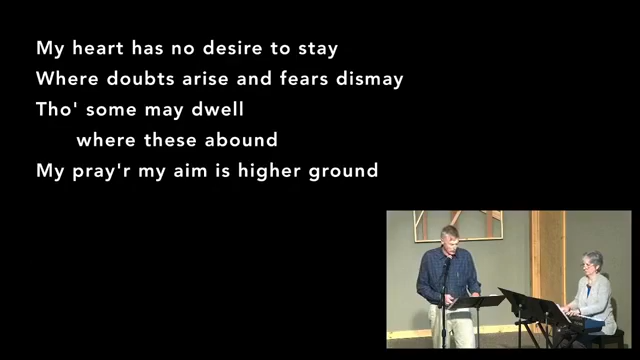 My heart has no desire to stay
Where doubts arise and fears dismay
Tho' some may dwell
where these abound
My pray'r my aim is higher ground